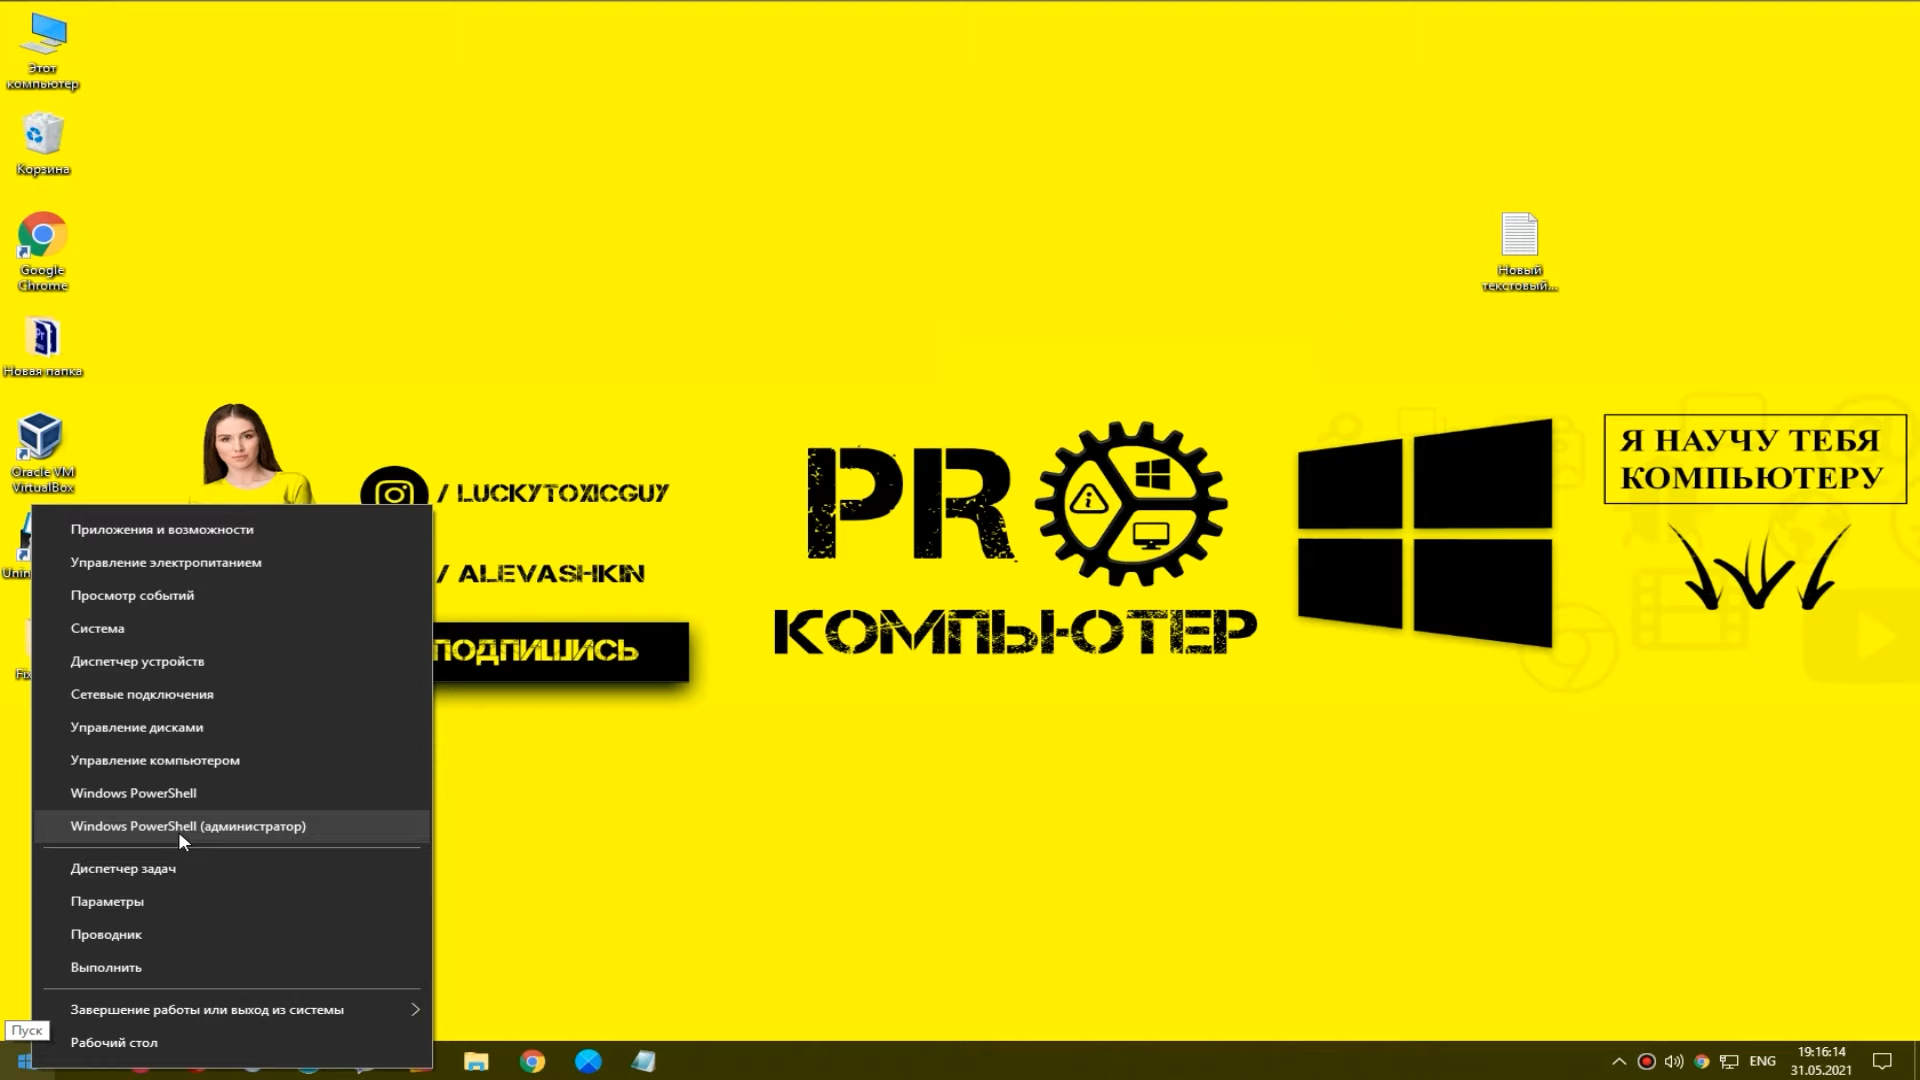 Этот
компьютер
Корзина
Google
Chrome
Новая папка
Oracle VM
VirtualBox
Новый
текстовый...
/ LUCKYTOXICGUY
/ ALEVASHKIN
ПОДПИШИСЬ
PR
КОМПЬЮТЕР
Я НАУЧУ ТЕБЯ
КОМПЬЮТЕРУ
Приложения и возможности
Управление электропитанием
Просмотр событий
Система
Диспетчер устройств
Сетевые подключения
Управление дисками
Управление компьютером
Windows PowerShell
Windows PowerShell (администратор)
Диспетчер задач
Параметры
Проводник
Выполнить
Завершение работы или выход из системы
Рабочий стол
Пуск
ENG
19:16:14
31.05.2021